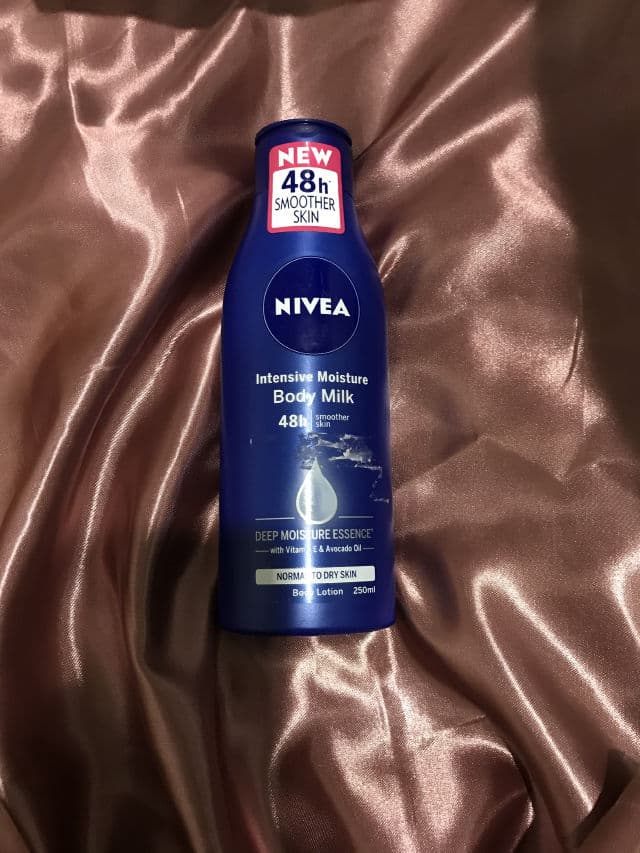 NEW
48h
SMOOTHER
SKIN
NIVEA
Intensive Moisture
Body Milk
48h smoother
skin
DEEP MOISTURE ESSENCE*
with Vitamin E & Avocado Oil
NORMAL TO DRY SKIN
Body Lotion 250ml